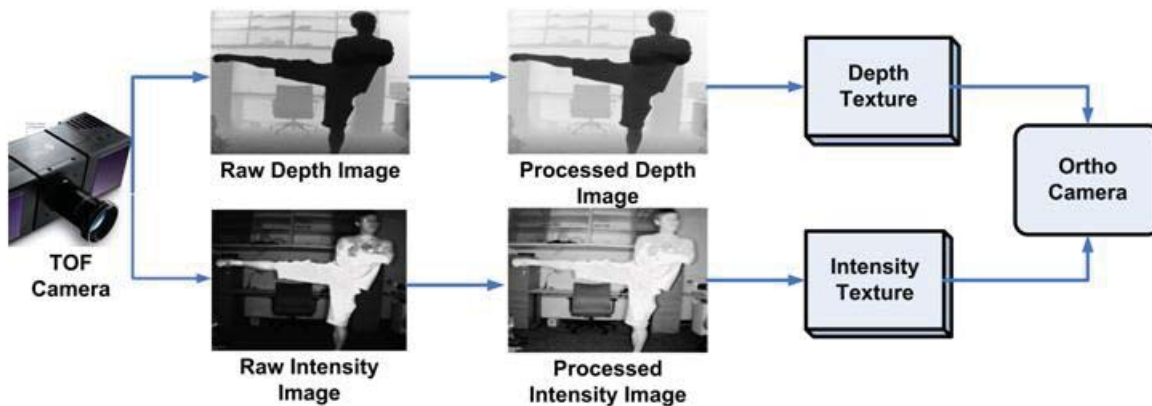 TOF
Camera
Raw Depth Image
Processed Depth
Image
Depth
Texture
Raw Intensity
Image
Processed
Intensity Image
Intensity
Texture
Ortho
Camera